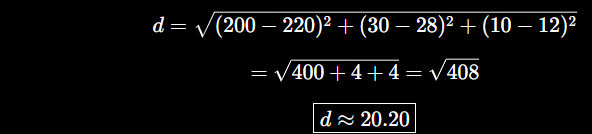 d = √((200 − 220)² + (30 − 28)² + (10 − 12)²)
= √(400 + 4 + 4) = √408
d ≈ 20.20